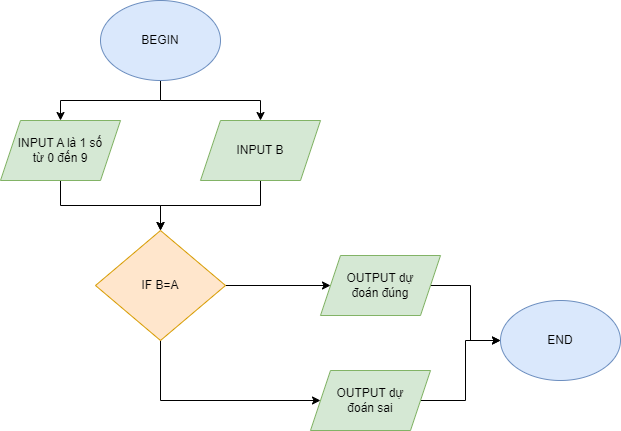 BEGIN
INPUT A là 1 số
từ 0 đến 9
INPUT B
IF B=A
OUTPUT dự
đoán đúng
END
OUTPUT dự
đoán sai